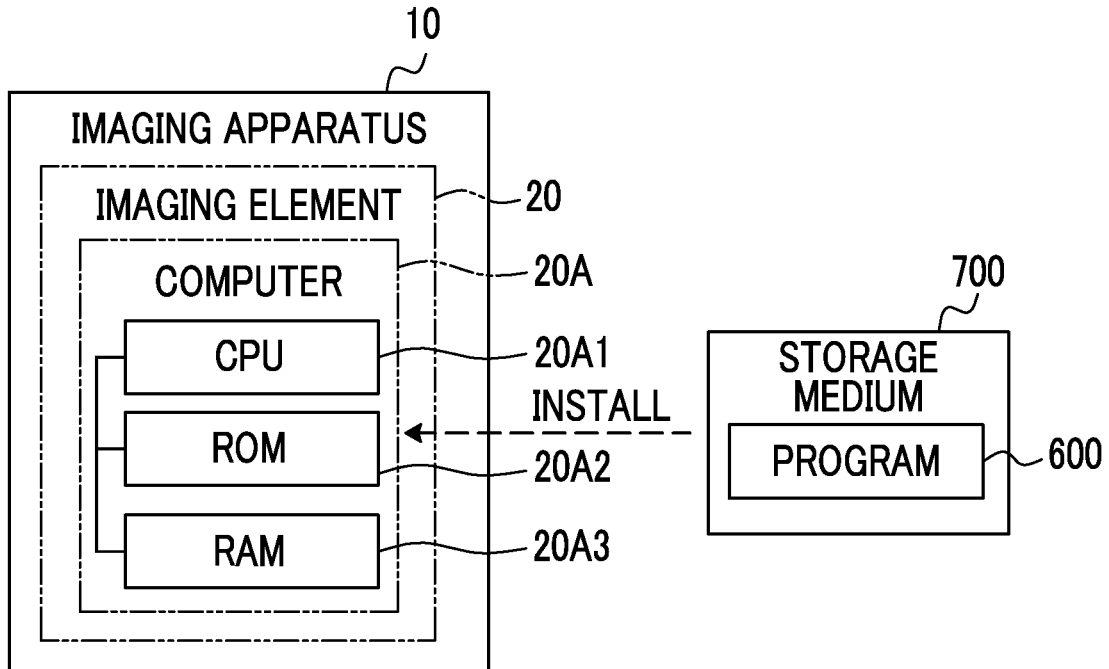 10
IMAGING APPARATUS
IMAGING ELEMENT
20
COMPUTER
20A
CPU
20A1
ROM
20A2
RAM
20A3
INSTALL
700
STORAGE
MEDIUM
PROGRAM
600